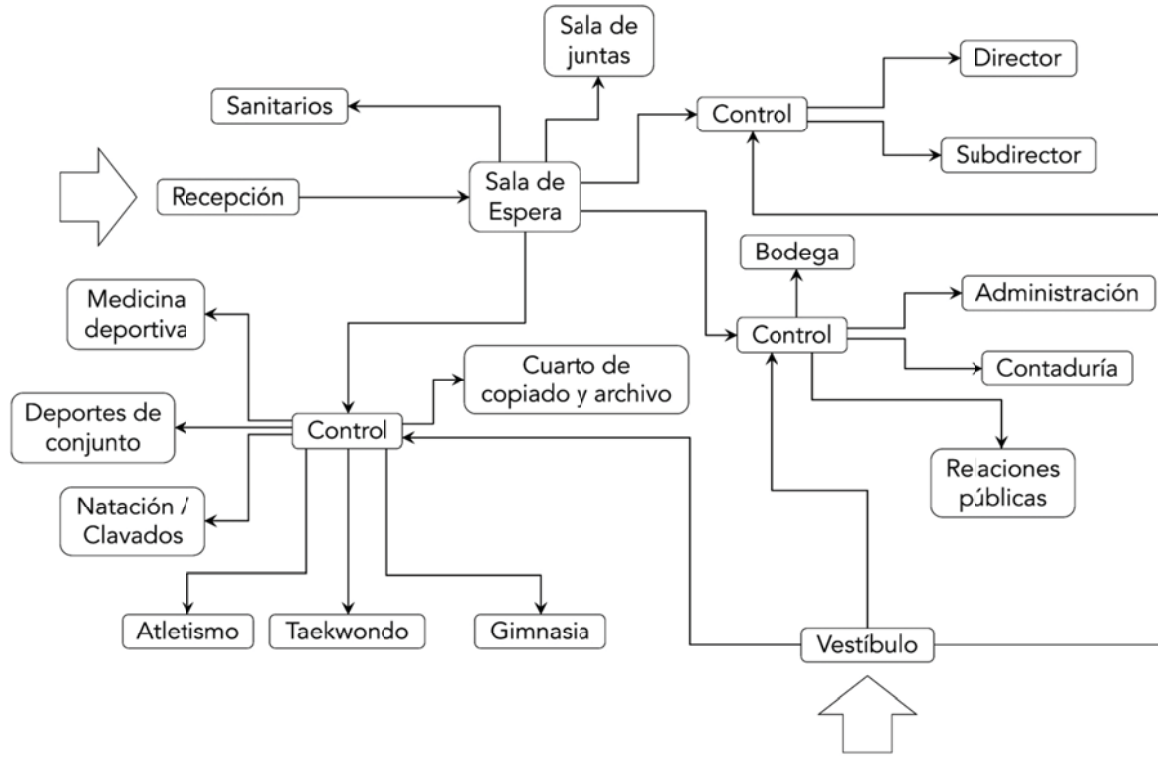 Sala de
juntas
Director
Sanitarios
Control
Subdirector
Recepción
Sala de
Espera
Bodega
Medicina
deportiva
Administración
Control
Cuarto de
copiado y archivo
Contaduría
Deportes de
conjunto
Control
Relaciones
públicas
Natación /
Clavados
Atletismo
Taekwondo
Gimnasia
Vestíbulo